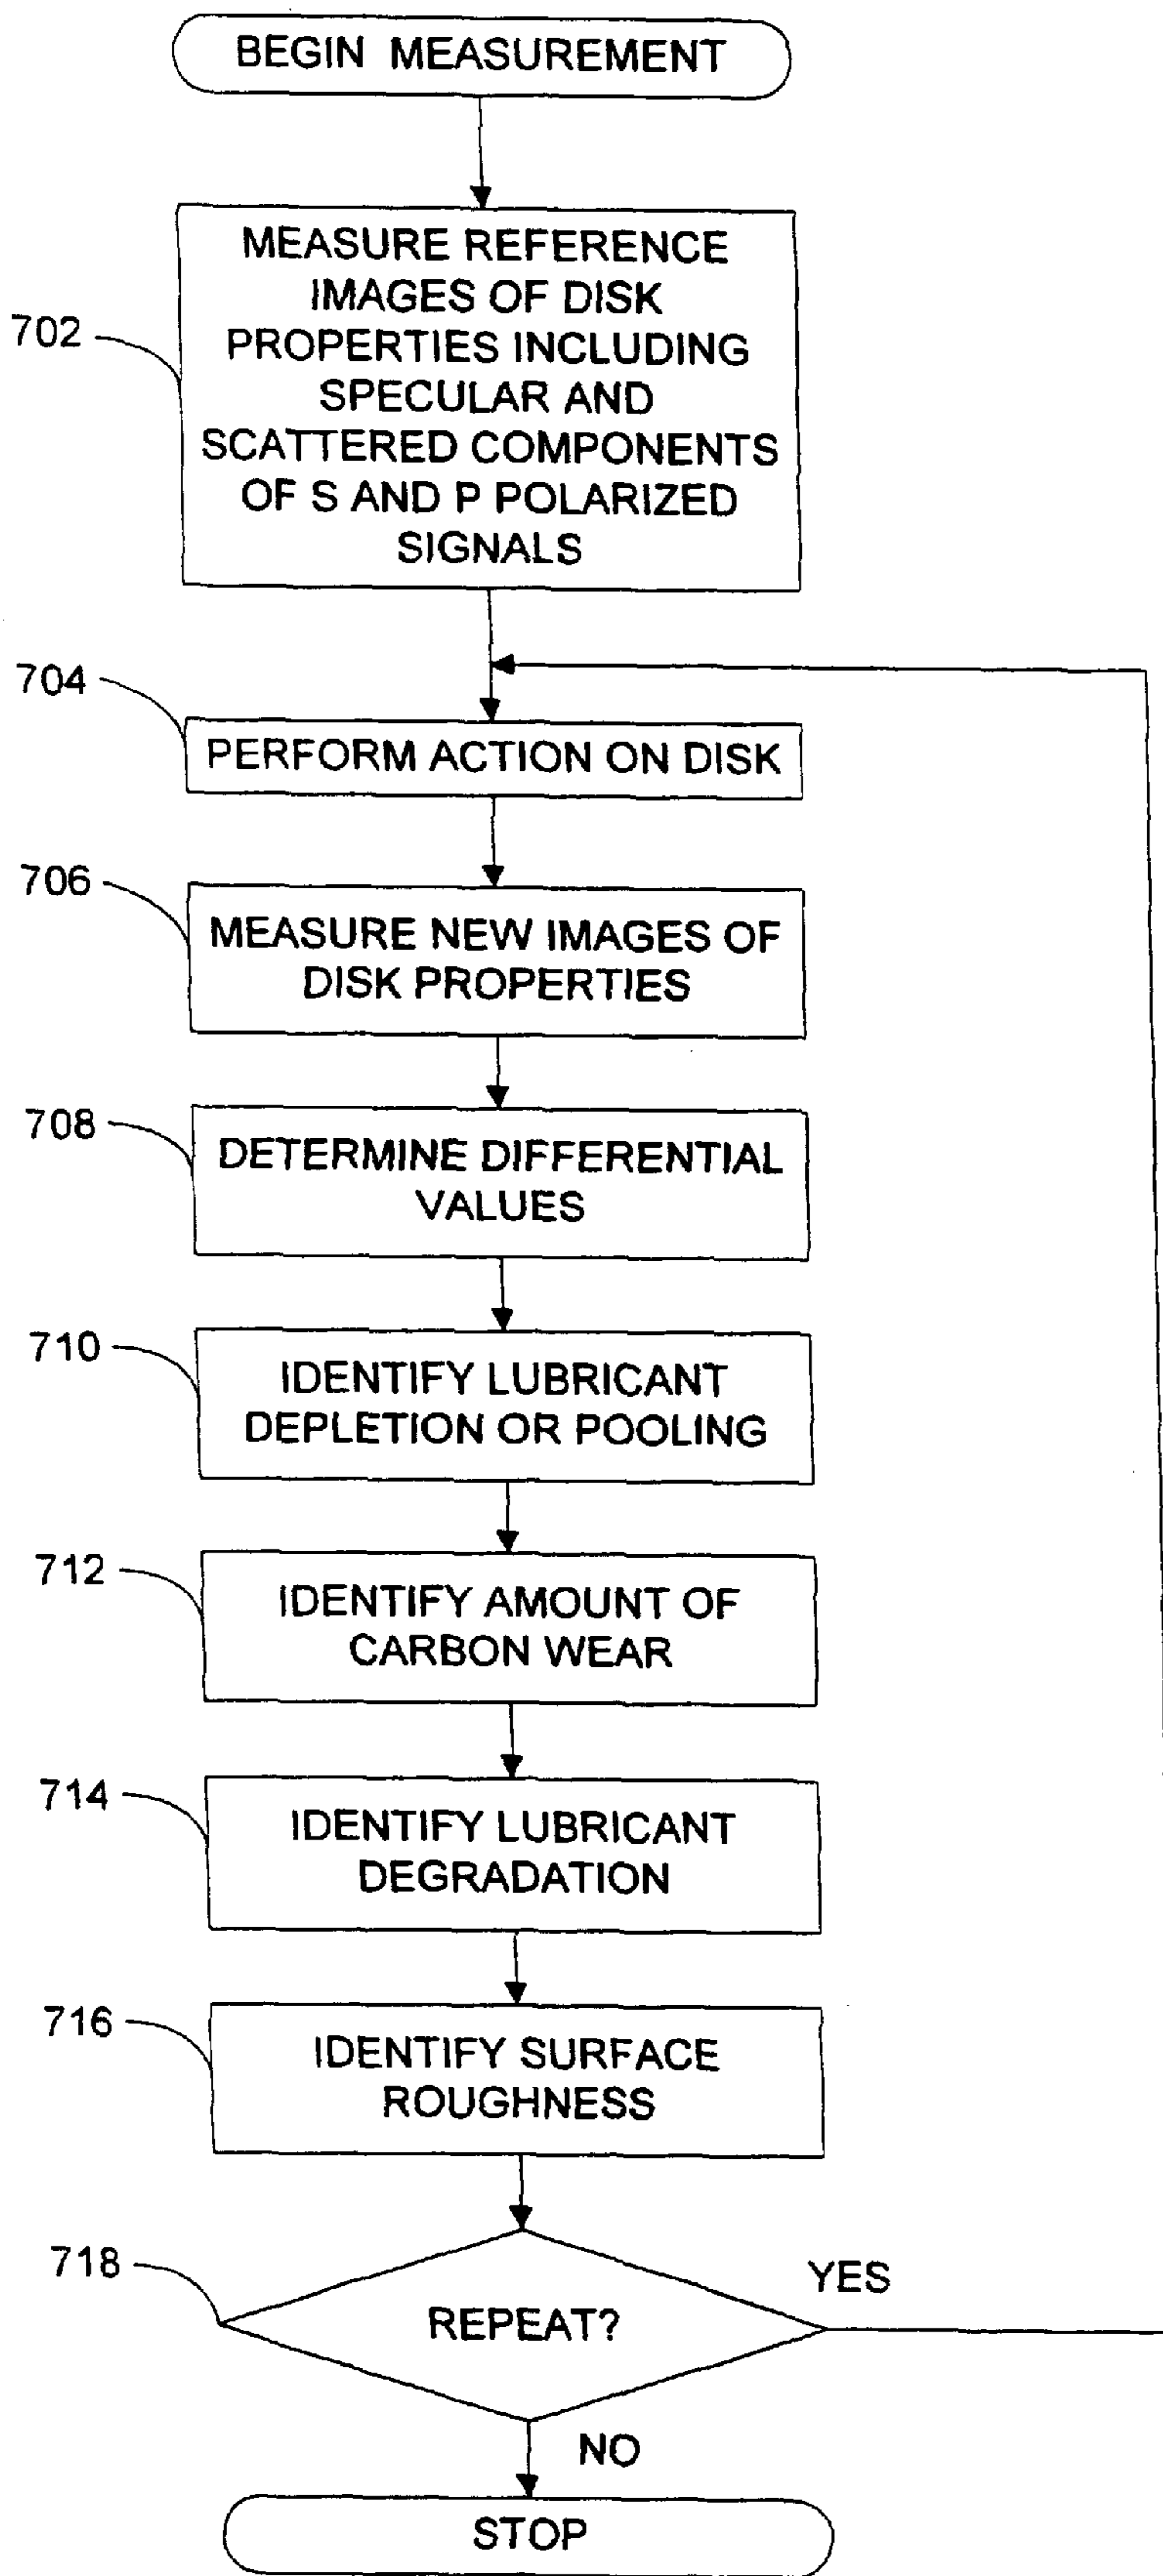 BEGIN MEASUREMENT
702
MEASURE REFERENCE
IMAGES OF DISK
PROPERTIES INCLUDING
SPECULAR AND
SCATTERED COMPONENTS
OF S AND P POLARIZED
SIGNALS
704
PERFORM ACTION ON DISK
706
MEASURE NEW IMAGES OF
DISK PROPERTIES
708
DETERMINE DIFFERENTIAL
VALUES
710
IDENTIFY LUBRICANT
DEPLETION OR POOLING
712
IDENTIFY AMOUNT OF
CARBON WEAR
714
IDENTIFY LUBRICANT
DEGRADATION
716
IDENTIFY SURFACE
ROUGHNESS
718
REPEAT?
YES
NO
STOP